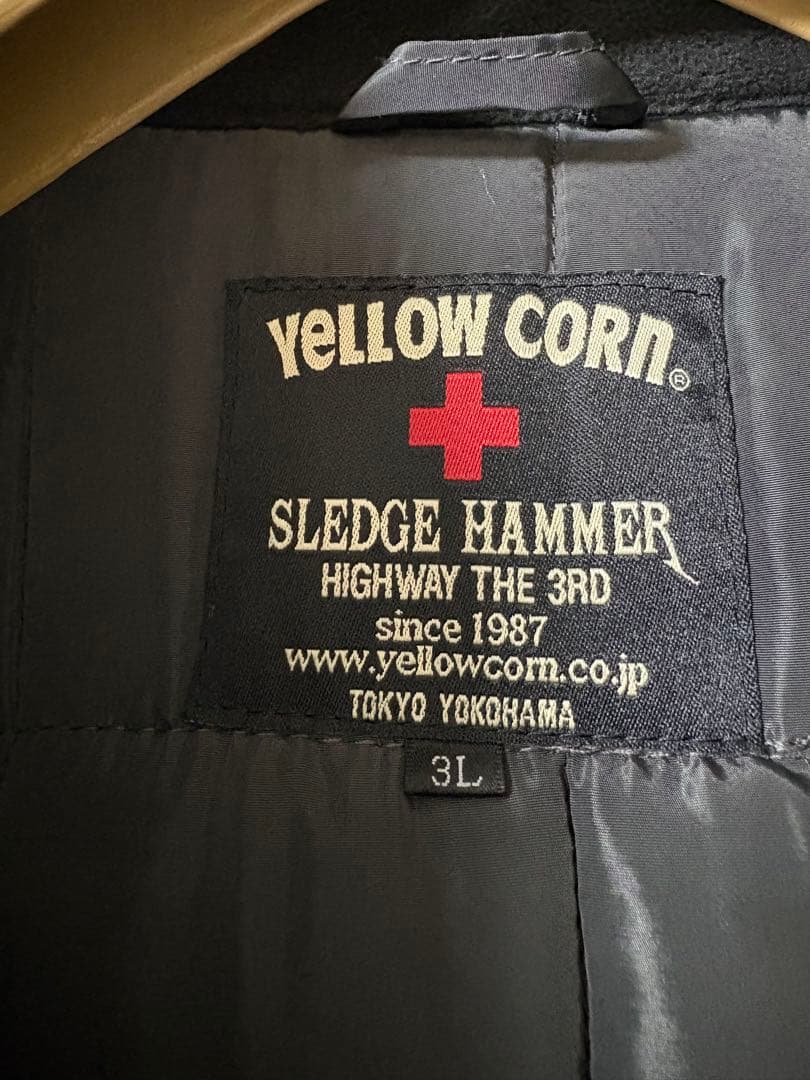 YeLLOW CORn®
SLEDGE HAMMER
HIGHWAY THE 3RD
since 1987
www.yellowcorn.co.jp
TOKYO YOKOHAMA
3L